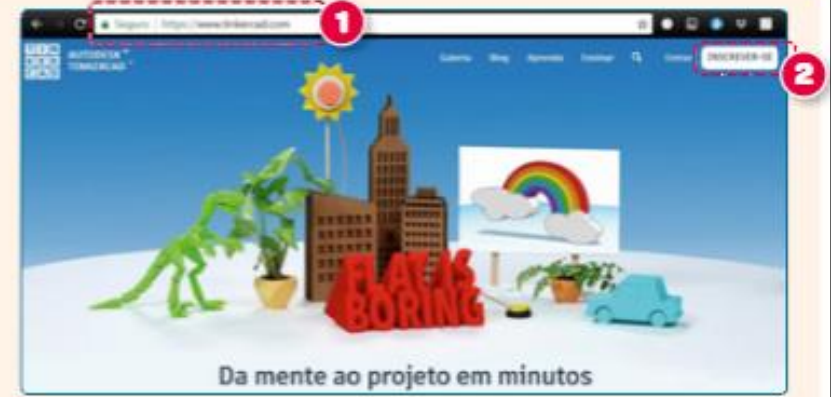 Seguro | https://www.tinkercad.com
1
AUTODESK
TINKERCAD
Galeria Blog Aprenda Ensinar Entrar INSCREVER-SE
2
FLAT IS
BORING
Da mente ao projeto em minutos